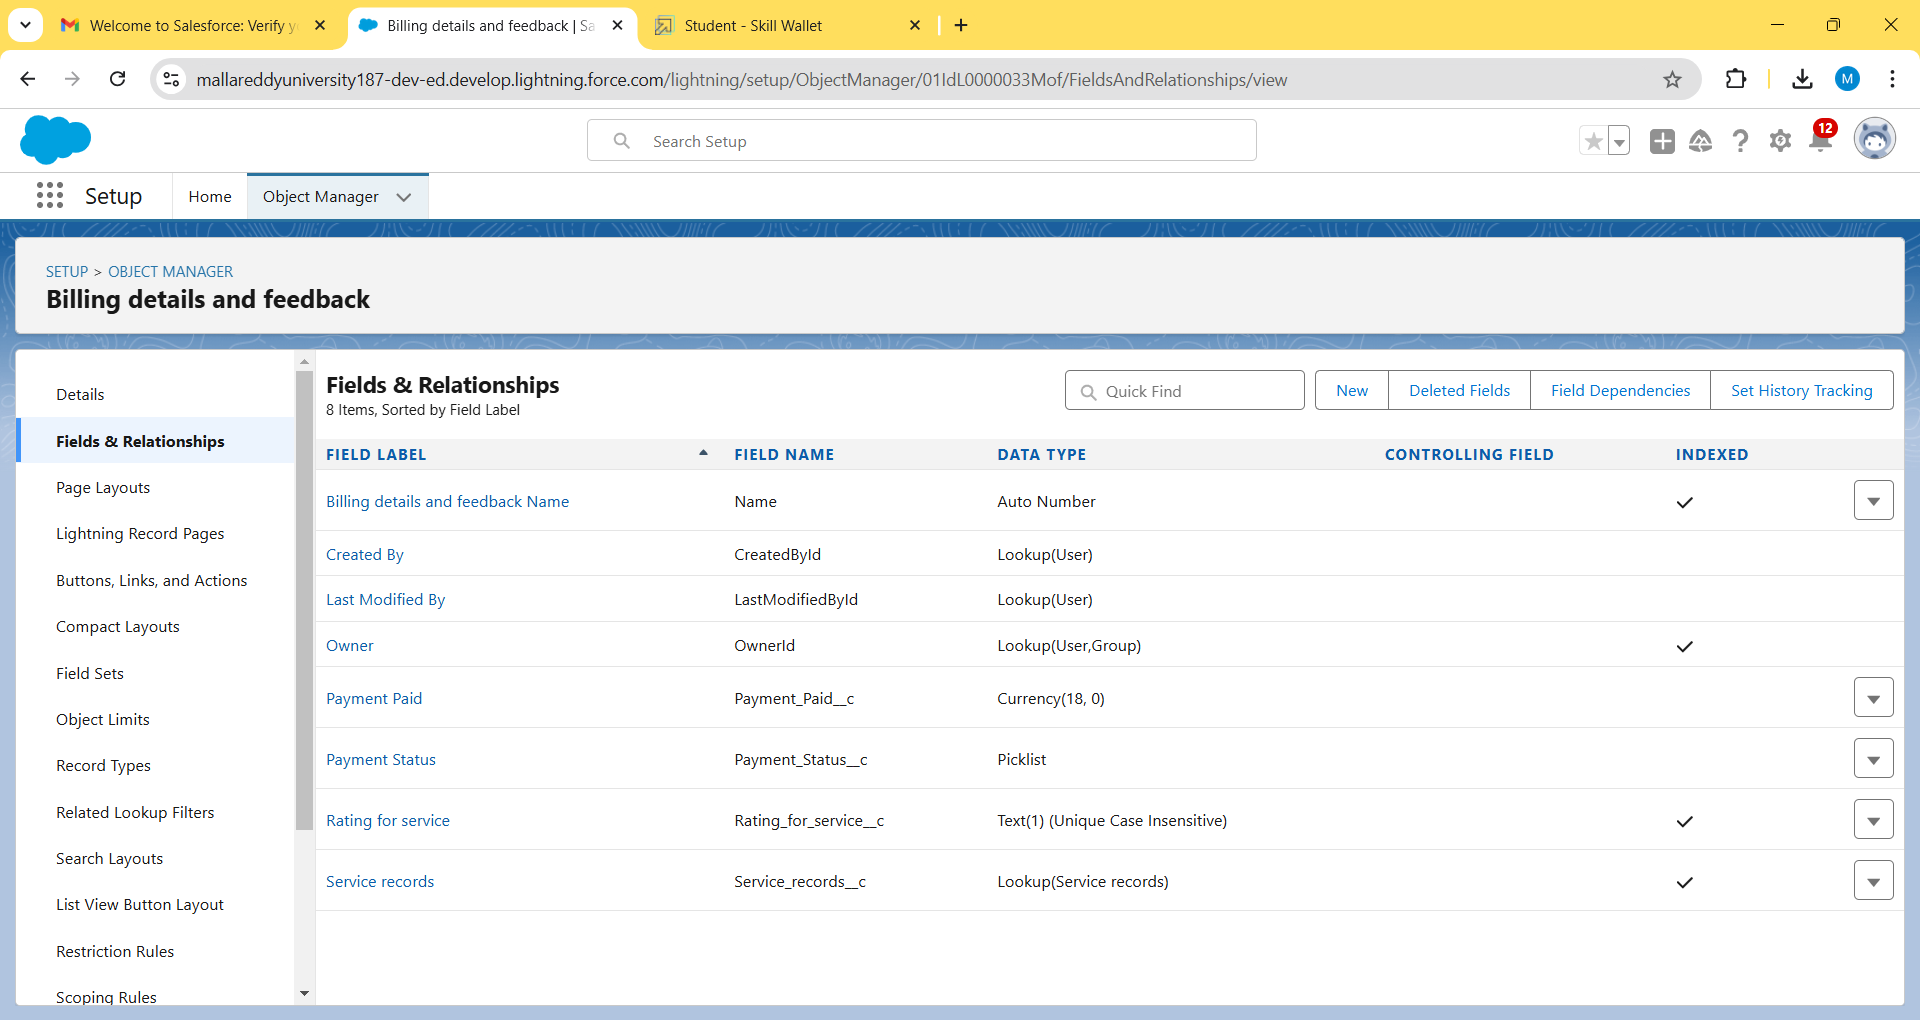 Welcome to Salesforce: Verify y
Billing details and feedback | Sa
Student - Skill Wallet
mallareddyuniversity187-dev-ed.develop.lightning.force.com/lightning/setup/ObjectManager/01IdL0000033Mof/FieldsAndRelationships/view
M
Search Setup
12
Setup
Home
Object Manager
SETUP > OBJECT MANAGER
Billing details and feedback
Details
Fields & Relationships
Page Layouts
Lightning Record Pages
Buttons, Links, and Actions
Compact Layouts
Field Sets
Object Limits
Record Types
Related Lookup Filters
Search Layouts
List View Button Layout
Restriction Rules
Scoping Rules
Fields & Relationships
8 Items, Sorted by Field Label
Quick Find
New
Deleted Fields
Field Dependencies
Set History Tracking
FIELD LABEL FIELD NAME DATA TYPE CONTROLLING FIELD INDEXED
Billing details and feedback Name Name Auto Number
Created By CreatedById Lookup(User)
Last Modified By LastModifiedById Lookup(User)
Owner OwnerId Lookup(User,Group)
Payment Paid Payment_Paid__c Currency(18, 0)
Payment Status Payment_Status__c Picklist
Rating for service Rating_for_service__c Text(1) (Unique Case Insensitive)
Service records Service_records__c Lookup(Service records)